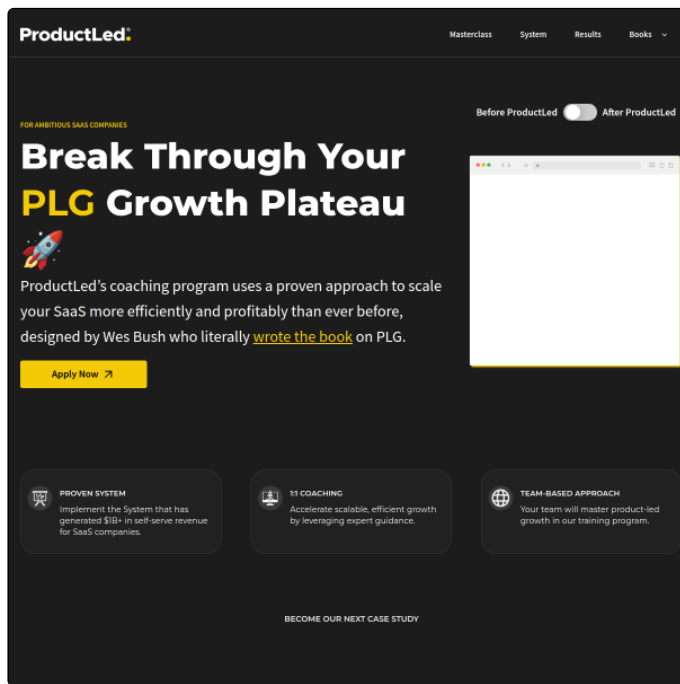 ProductLed®
Masterclass System Results Books
Before ProductLed After ProductLed
FOR AMBITIOUS SAAS COMPANIES
Break Through Your
PLG Growth Plateau
🚀
ProductLed's coaching program uses a proven approach to scale
your SaaS more efficiently and profitably than ever before,
designed by Wes Bush who literally wrote the book on PLG.
Apply Now
PROVEN SYSTEM
Implement the System that has
generated $1B+ in self-serve revenue
for SaaS companies.
1:1 COACHING
Accelerate scalable, efficient growth
by leveraging expert guidance.
TEAM-BASED APPROACH
Your team will master product-led
growth in our training program.
BECOME OUR NEXT CASE STUDY